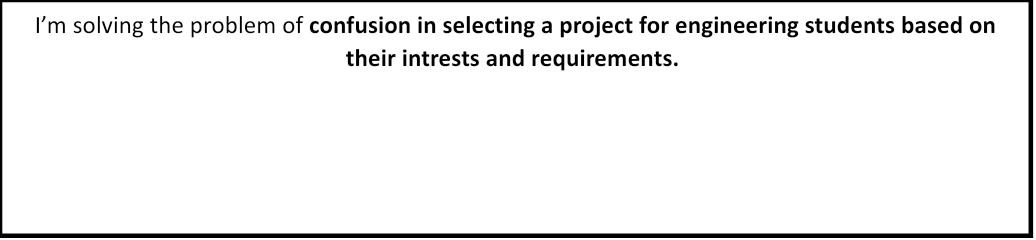 I’m solving the problem of confusion in selecting a project for engineering students based on
their intrests and requirements.